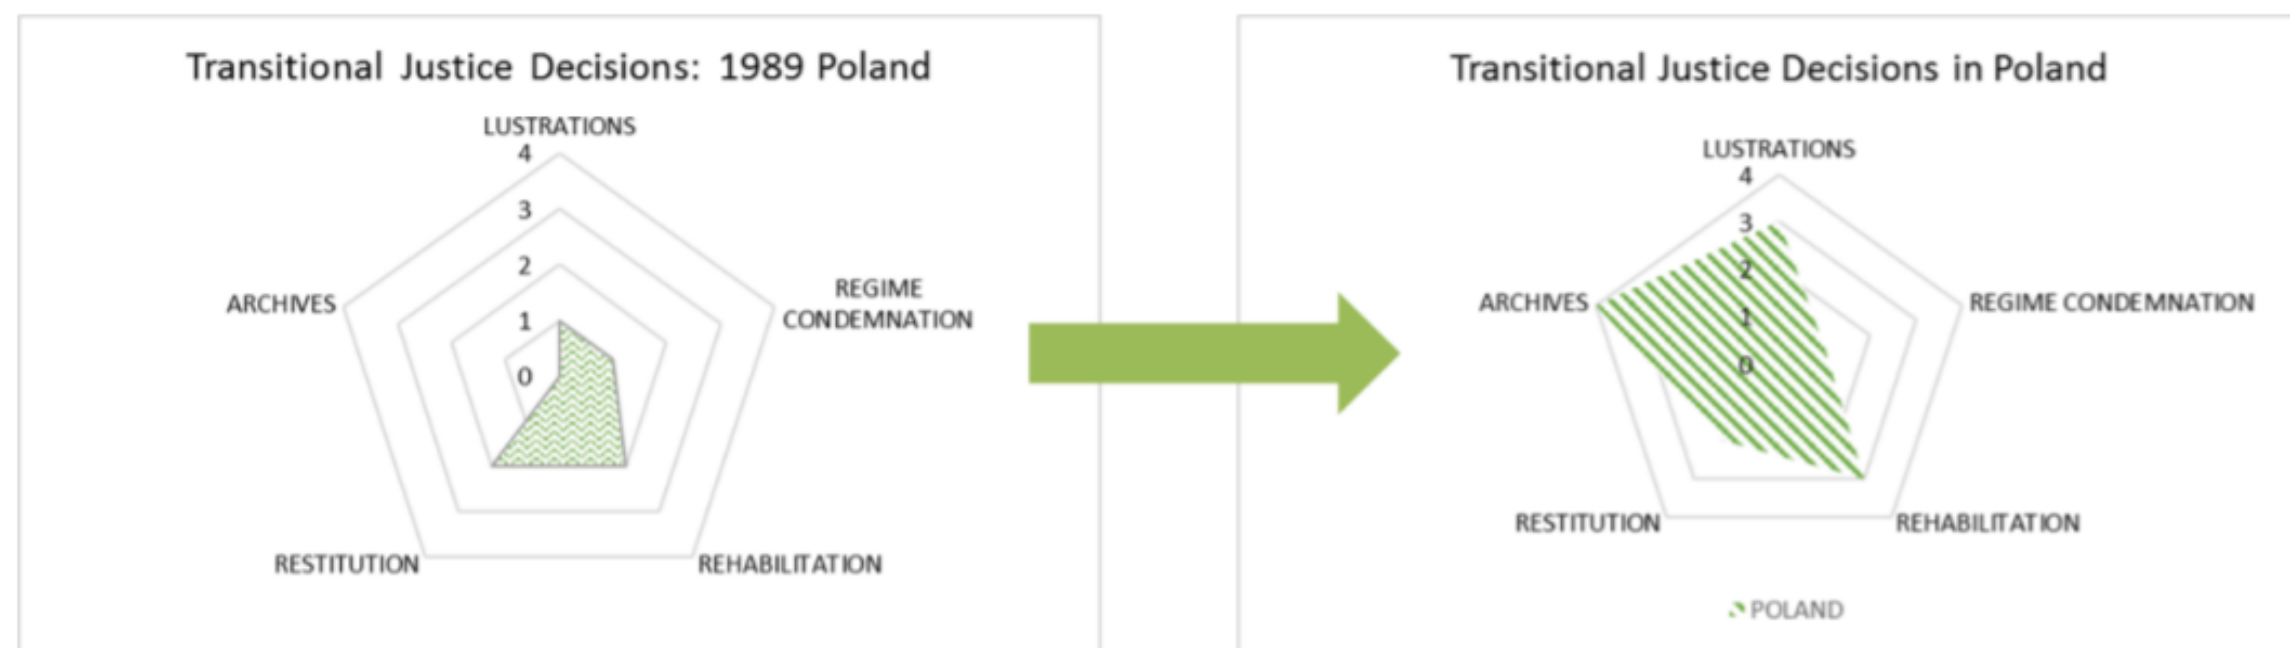 Transitional Justice Decisions: 1989 Poland
LUSTRATIONS
4
3
2
1
0
ARCHIVES
REGIME
CONDEMNATION
RESTITUTION
REHABILITATION
Transitional Justice Decisions in Poland
LUSTRATIONS
4
3
2
1
0
ARCHIVES
REGIME CONDEMNATION
RESTITUTION
REHABILITATION
POLAND